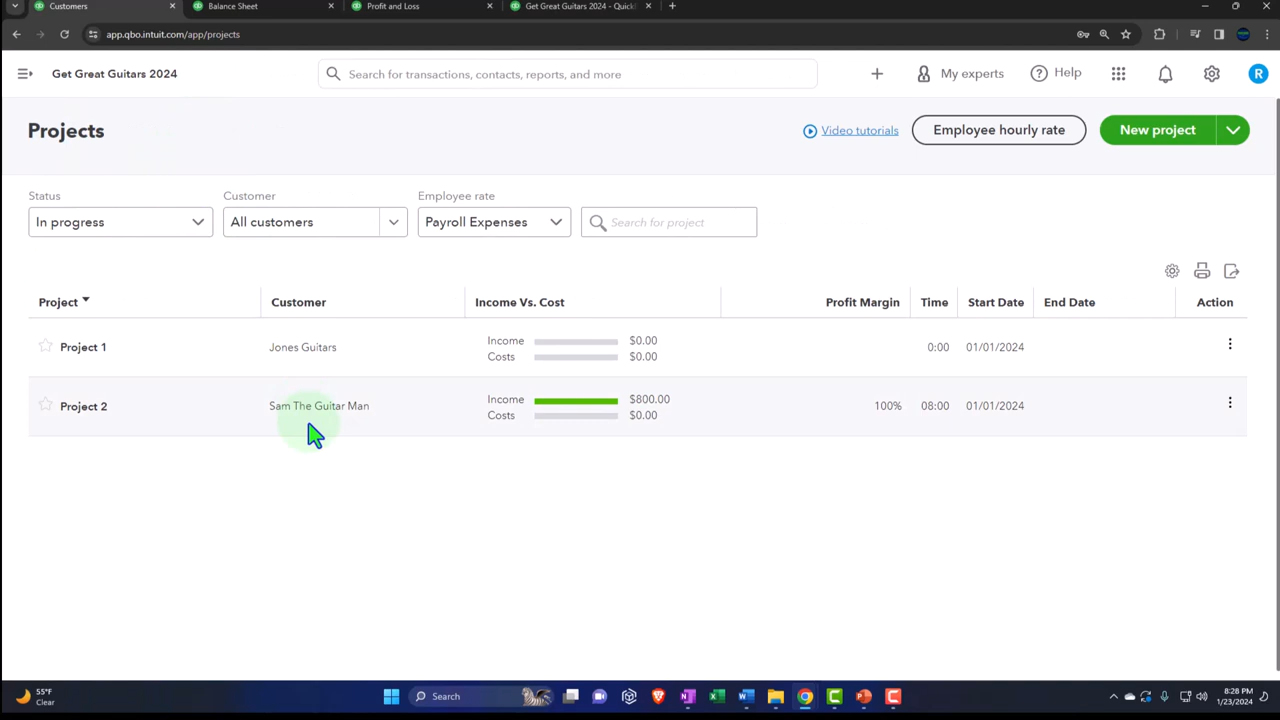 Customers
Balance Sheet
Profit and Loss
Get Great Guitars 2024 - QuickB
app.qbo.intuit.com/app/projects
Get Great Guitars 2024
Search for transactions, contacts, reports, and more
My experts
Help
R
Projects
Video tutorials
Employee hourly rate
New project
Status
Customer
Employee rate
In progress
All customers
Payroll Expenses
Search for project
Project
Customer
Income Vs. Cost
Profit Margin
Time
Start Date
End Date
Action
Project 1
Jones Guitars
Income $0.00
Costs $0.00
0:00
01/01/2024
Project 2
Sam The Guitar Man
Income $800.00
Costs $0.00
100%
08:00
01/01/2024
55°F
Clear
Search
8:28 PM
1/23/2024